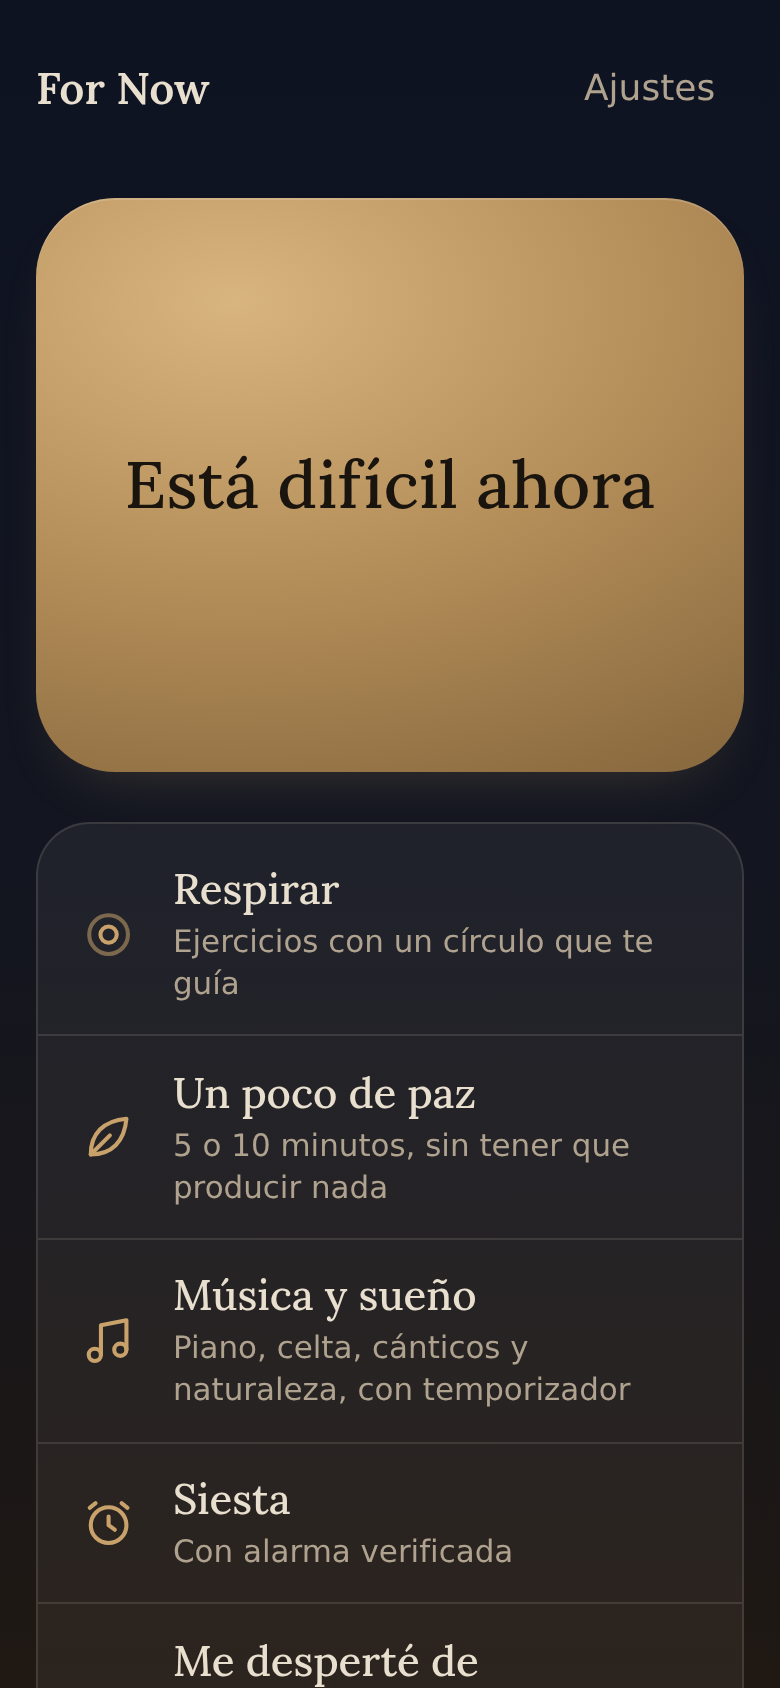 For Now
Ajustes
Está difícil ahora
Respirar
Ejercicios con un círculo que te
guía
Un poco de paz
5 o 10 minutos, sin tener que
producir nada
Música y sueño
Piano, celta, cánticos y
naturaleza, con temporizador
Siesta
Con alarma verificada
Me desperté de